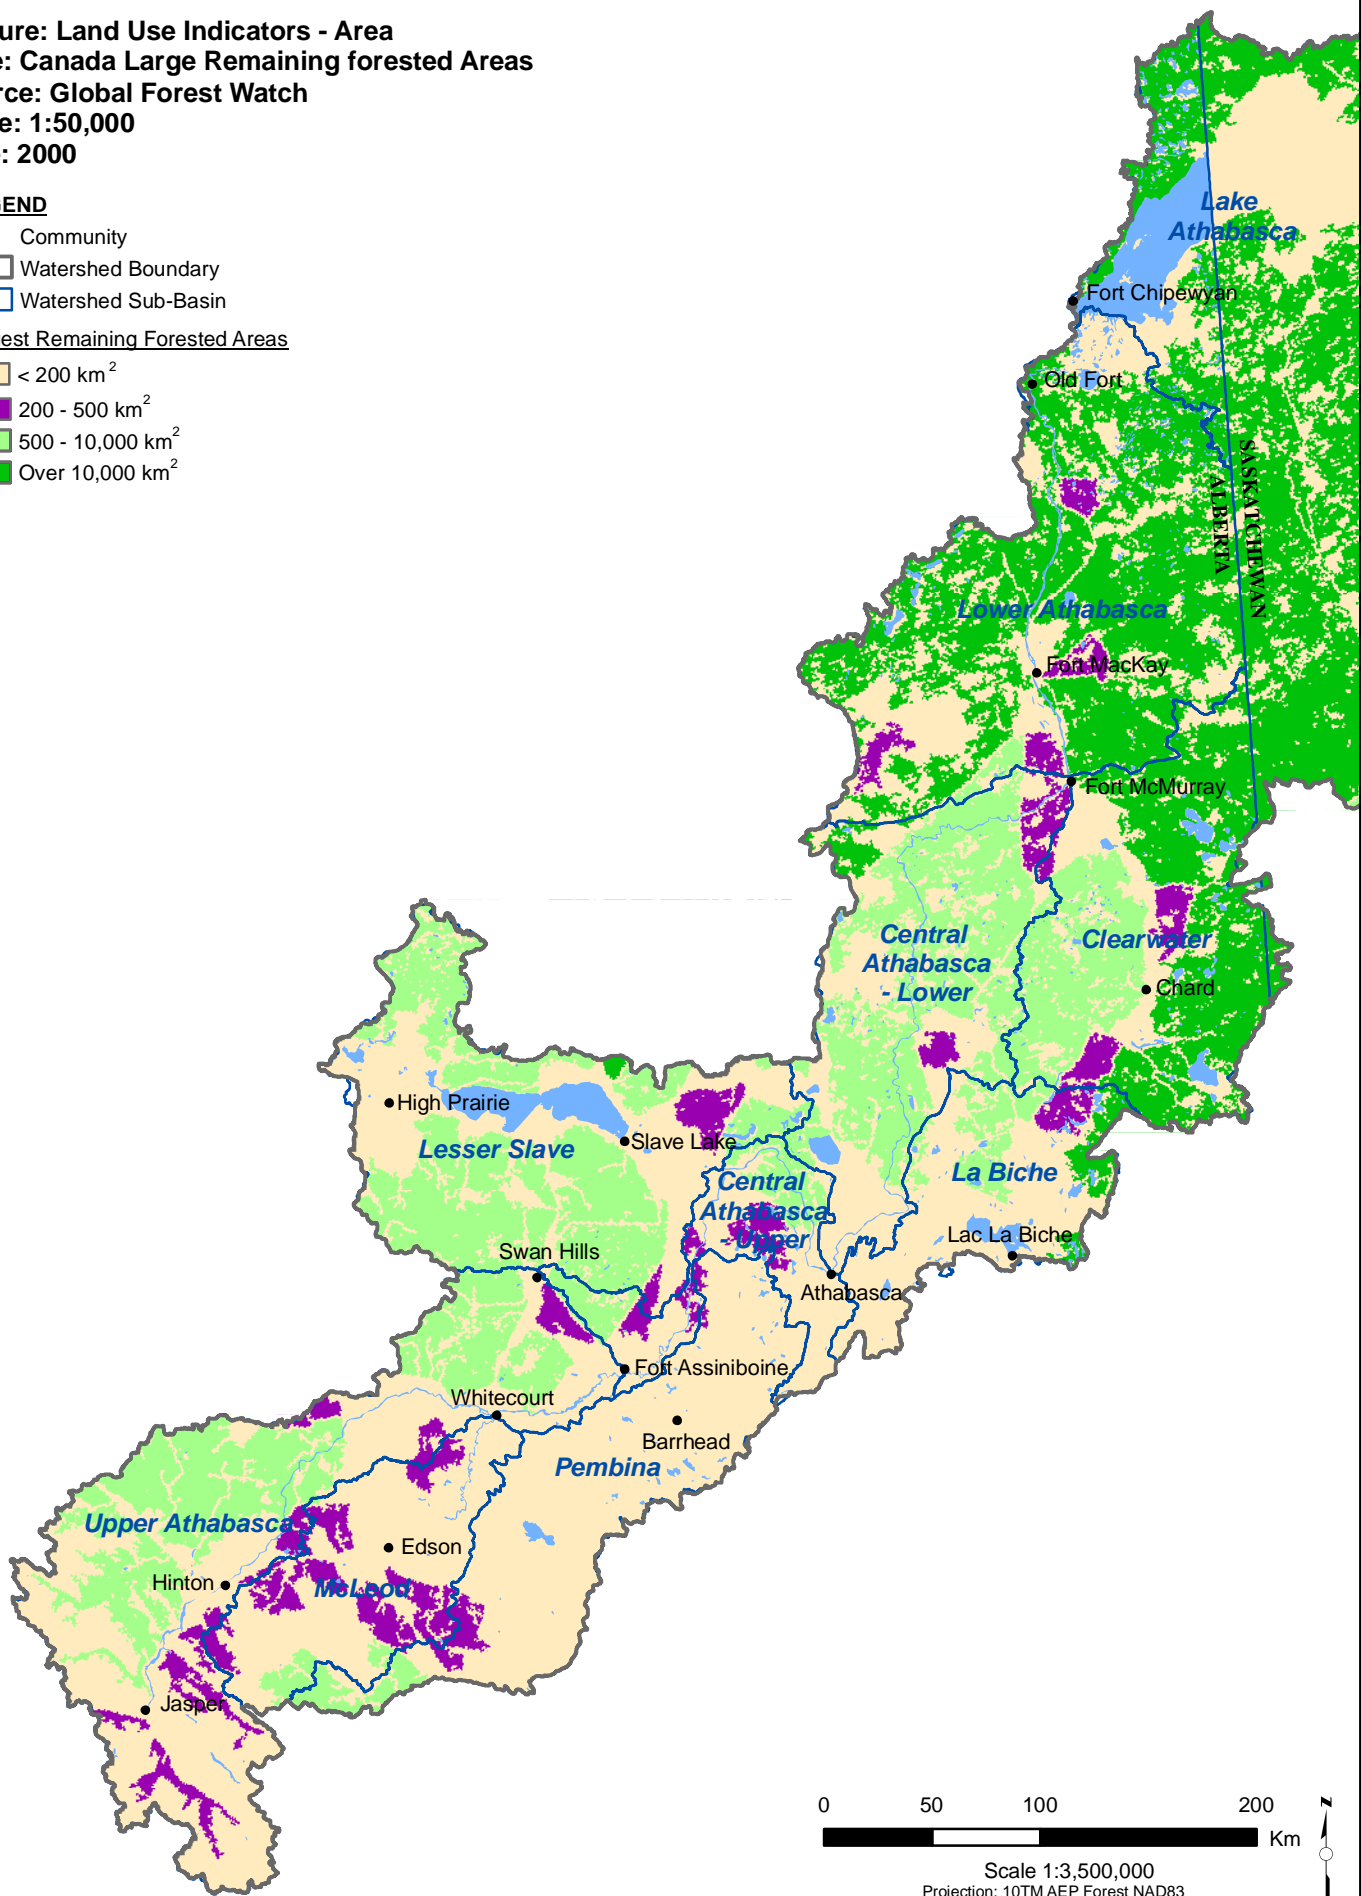 ure: Land Use Indicators - Area
e: Canada Large Remaining forested Areas
rce: Global Forest Watch
e: 1:50,000
: 2000
GEND
Community
Watershed Boundary
Watershed Sub-Basin
est Remaining Forested Areas
< 200 km²
200 - 500 km²
500 - 10,000 km²
Over 10,000 km²
Lake
Athabasca
Fort Chipewyan
Old Fort
SASKATCHEWAN
ALBERTA
Lower Athabasca
Fort MacKay
Fort McMurray
Central
Athabasca
- Lower
Clearwater
Chard
High Prairie
Lesser Slave
Slave Lake
Central
Athabasca
- Upper
La Biche
Lac La Biche
Swan Hills
Athabasca
Fort Assiniboine
Whitecourt
Barrhead
Pembina
Upper Athabasca
Edson
Hinton
McLeod
Jasper
0 50 100 200
Km
N
Scale 1:3,500,000
Projection: 10TM AEP Forest NAD83